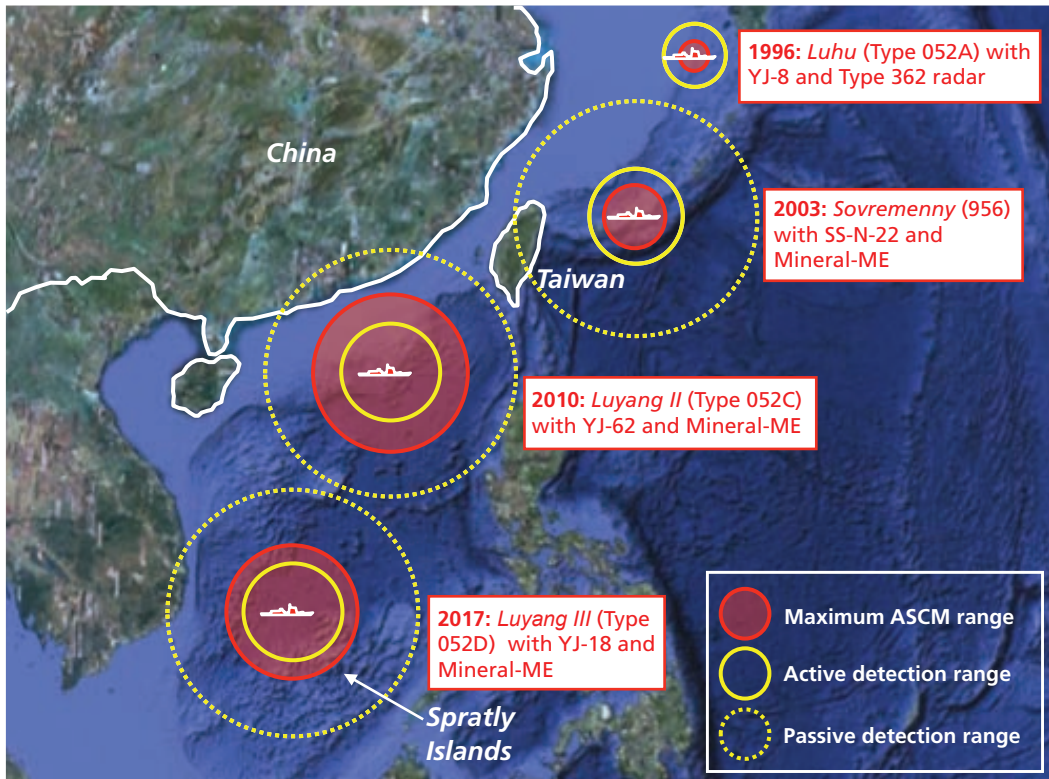 1996: Luhu (Type 052A) with
YJ-8 and Type 362 radar
China
2003: Sovremenny (956)
with SS-N-22 and
Mineral-ME
Taiwan
2010: Luyang II (Type 052C)
with YJ-62 and Mineral-ME
2017: Luyang III (Type
052D) with YJ-18 and
Mineral-ME
Spratly
Islands
Maximum ASCM range
Active detection range
Passive detection range